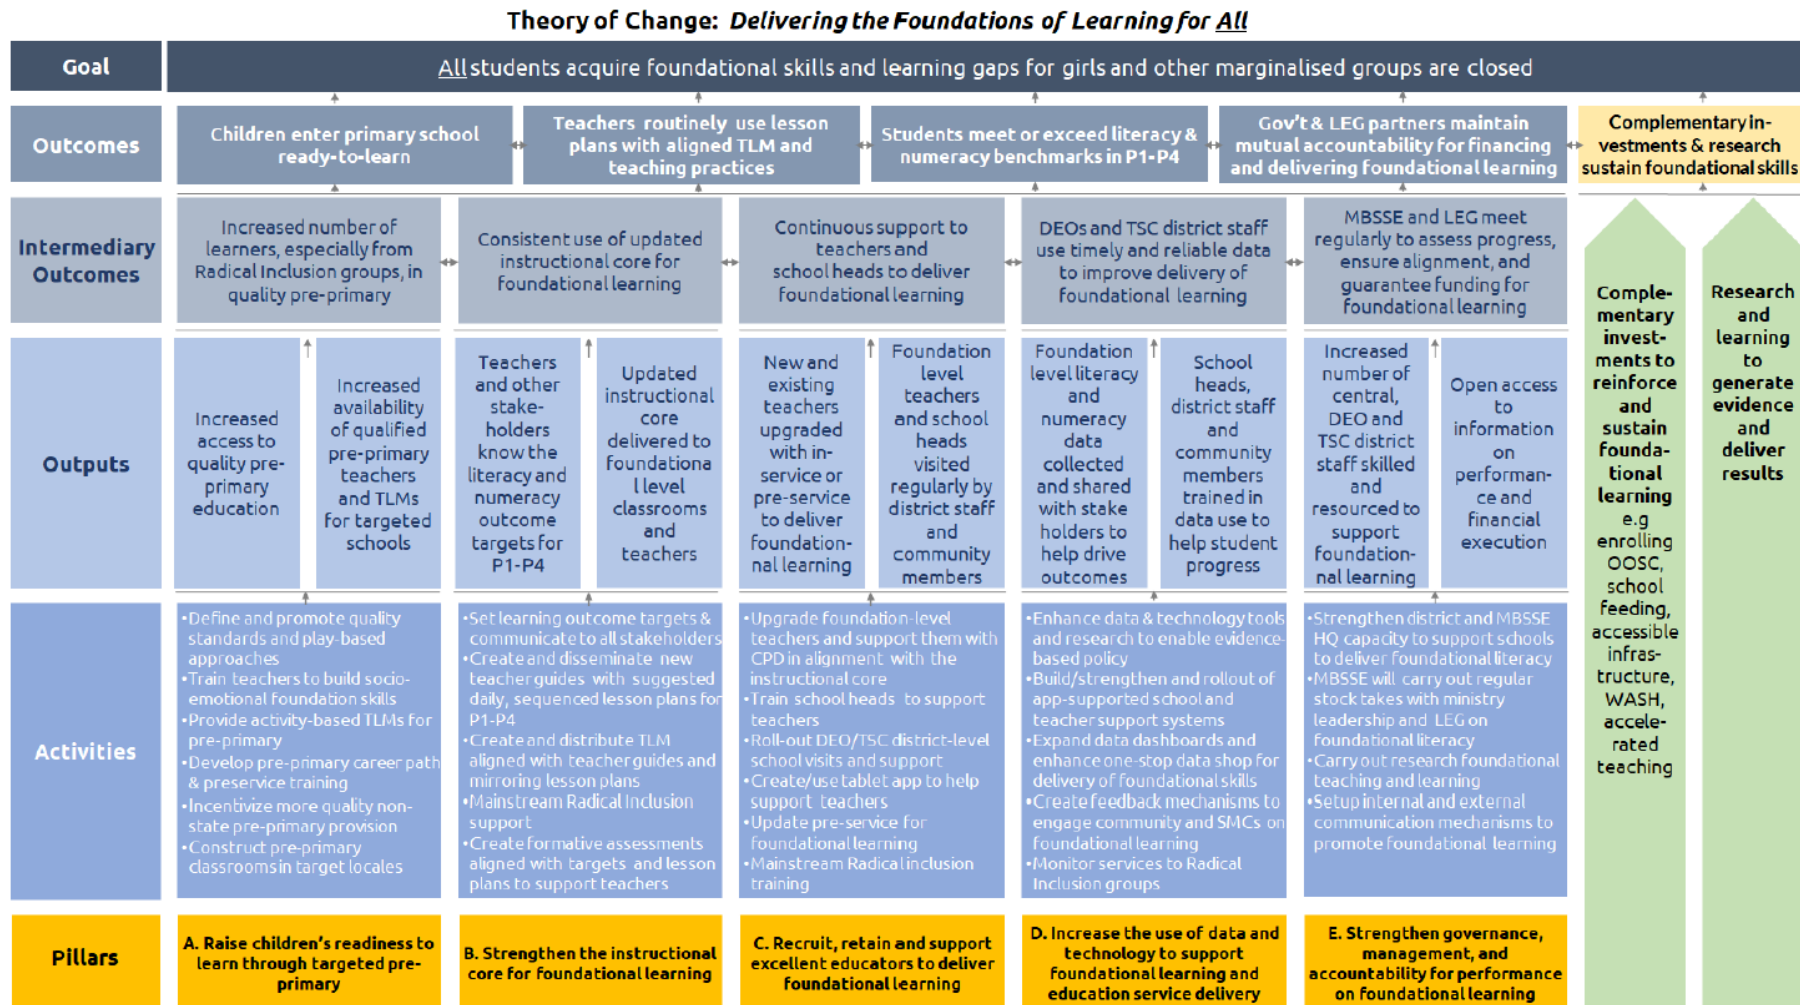 Theory of Change: Delivering the Foundations of Learning for All
Goal
All students acquire foundational skills and learning gaps for girls and other marginalised groups are closed
Outcomes
Children enter primary school
ready-to-learn
Teachers routinely use lesson
plans with aligned TLM and
teaching practices
Students meet or exceed literacy &
numeracy benchmarks in P1-P4
Gov't & LEG partners maintain
mutual accountability for financing
and delivering foundational learning
Complementary in-
vestments & research
sustain foundational skills
Intermediary
Outcomes
Increased number of
learners, especially from
Radical Inclusion groups, in
quality pre-primary
Consistent use of updated
instructional core for
foundational learning
Continuous support to
teachers and
school heads to deliver
foundational learning
DEOs and TSC district staff
use timely and reliable data
to improve delivery of
foundational learning
MBSSE and LEG meet
regularly to assess progress,
ensure alignment, and
guarantee funding for
foundational learning
Outputs
Increased
access to
quality pre-
primary
education
Increased
availability
of qualified
pre-primary
teachers
and TLMs
for targeted
schools
Teachers
and other
stake-
holders
know the
literacy and
numeracy
outcome
targets for
P1-P4
Updated
instructional
core
delivered to
foundationa
l level
classrooms
and
teachers
New and
existing
teachers
upgraded
with in-
service or
pre-service
to deliver
foundation-
nal learning
Foundation
level
teachers
and school
heads
visited
regularly by
district staff
and
community
members
Foundation
level literacy
and
numeracy
data
collected
and shared
with stake
holders to
help drive
outcomes
School
heads,
district staff
and
community
members
trained in
data use to
help student
progress
Increased
number of
central,
DEO and
TSC district
staff skilled
and
resourced to
support
foundation-
nal learning
Open access
to
information
on
performan-
ce and
financial
execution
Activities
•Define and promote quality
standards and play-based
approaches
•Train teachers to build socio-
emotional foundation skills
•Provide activity-based TLMs for
pre-primary
•Develop pre-primary career path
& preservice training
•Incentivize more quality non-
state pre-primary provision
•Construct pre-primary
classrooms in target locales
•Set learning outcome targets &
communicate to all stakeholders
•Create and disseminate new
teacher guides with suggested
daily, sequenced lesson plans for
P1-P4
•Create and distribute TLM
aligned with teacher guides and
mirroring lesson plans
•Mainstream Radical Inclusion
support
•Create formative assessments
aligned with targets and lesson
plans to support teachers
•Upgrade foundation-level
teachers and support them with
CPD in alignment with the
instructional core
•Train school heads to support
teachers
•Roll-out DEO/TSC district-level
school visits and support
•Create/use tablet app to help
support teachers
•Update pre-service for
foundational learning
•Mainstream Radical inclusion
training
•Enhance data & technology tools
and research to enable evidence-
based policy
•Build/strengthen and rollout of
app-supported school and
teacher support systems
•Expand data dashboards and
enhance one-stop data shop for
delivery of foundational skills
•Create feedback mechanisms to
engage community and SMCs on
foundational learning
•Monitor services to Radical
Inclusion groups
•Strengthen district and MBSSE
HQ capacity to support schools
to deliver foundational literacy
•MBSSE will carry out regular
stock takes with ministry
leadership and LEG on
foundational literacy
•Carry out research foundational
teaching and learning
•Setup internal and external
communication mechanisms to
promote foundational learning
Comple-
mentary
invest-
ments to
reinforce
and
sustain
founda-
tional
learning
e.g
enrolling
OOSC,
school
feeding,
accessible
infras-
tructure,
WASH,
accele-
rated
teaching
Research
and
learning
to
generate
evidence
and
deliver
results
Pillars
A. Raise children's readiness to
learn through targeted pre-
primary
B. Strengthen the instructional
core for foundational learning
C. Recruit, retain and support
excellent educators to deliver
foundational learning
D. Increase the use of data and
technology to support
foundational learning and
education service delivery
E. Strengthen governance,
management, and
accountability for performance
on foundational learning